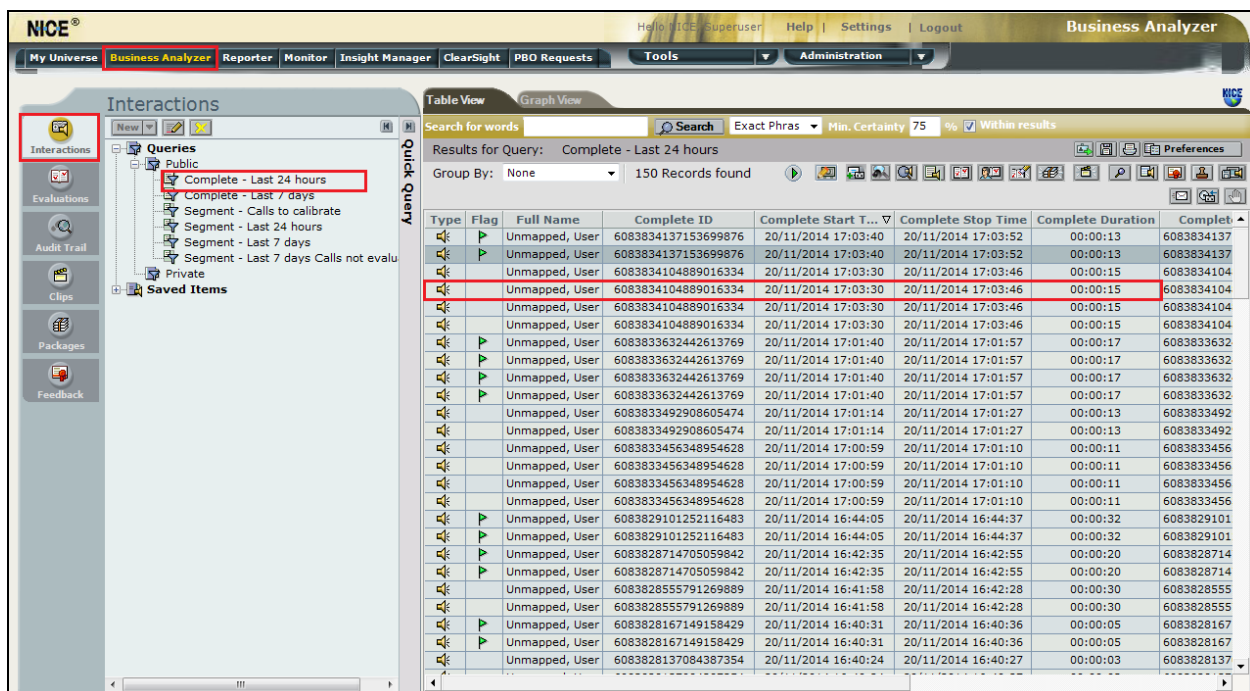 NICE® Hello NICE, Superuser Help | Settings | Logout Business Analyzer
My Universe Business Analyzer Reporter Monitor Insight Manager ClearSight PBO Requests Tools Administration
Interactions
Table View Graph View
NICE
New
Search for words Search Exact Phras Min. Certainty 75 % Within results
Interactions
Evaluations
Audit Trail
Clips
Packages
Feedback
Queries
Public
Complete - Last 24 hours
Complete - Last 7 days
Segment - Calls to calibrate
Segment - Last 24 hours
Segment - Last 7 days
Segment - Last 7 days Calls not evalu
Private
Saved Items
Quick Query
Results for Query: Complete - Last 24 hours Preferences
Group By: None 150 Records found
Type Flag Full Name Complete ID Complete Start T... Complete Stop Time Complete Duration Complet
Unmapped, User 6083834137153699876 20/11/2014 17:03:40 20/11/2014 17:03:52 00:00:13 6083834137
Unmapped, User 6083834137153699876 20/11/2014 17:03:40 20/11/2014 17:03:52 00:00:13 6083834137
Unmapped, User 6083834104889016334 20/11/2014 17:03:30 20/11/2014 17:03:46 00:00:15 6083834104
Unmapped, User 6083834104889016334 20/11/2014 17:03:30 20/11/2014 17:03:46 00:00:15 6083834104
Unmapped, User 6083834104889016334 20/11/2014 17:03:30 20/11/2014 17:03:46 00:00:15 6083834104
Unmapped, User 6083834104889016334 20/11/2014 17:03:30 20/11/2014 17:03:46 00:00:15 6083834104
Unmapped, User 6083833632442613769 20/11/2014 17:01:40 20/11/2014 17:01:57 00:00:17 6083833632
Unmapped, User 6083833632442613769 20/11/2014 17:01:40 20/11/2014 17:01:57 00:00:17 6083833632
Unmapped, User 6083833632442613769 20/11/2014 17:01:40 20/11/2014 17:01:57 00:00:17 6083833632
Unmapped, User 6083833632442613769 20/11/2014 17:01:40 20/11/2014 17:01:57 00:00:17 6083833632
Unmapped, User 6083833492908605474 20/11/2014 17:01:14 20/11/2014 17:01:27 00:00:13 6083833492
Unmapped, User 6083833492908605474 20/11/2014 17:01:14 20/11/2014 17:01:27 00:00:13 6083833492
Unmapped, User 6083833456348954628 20/11/2014 17:00:59 20/11/2014 17:01:10 00:00:11 6083833456
Unmapped, User 6083833456348954628 20/11/2014 17:00:59 20/11/2014 17:01:10 00:00:11 6083833456
Unmapped, User 6083833456348954628 20/11/2014 17:00:59 20/11/2014 17:01:10 00:00:11 6083833456
Unmapped, User 6083833456348954628 20/11/2014 17:00:59 20/11/2014 17:01:10 00:00:11 6083833456
Unmapped, User 6083829101252116483 20/11/2014 16:44:05 20/11/2014 16:44:37 00:00:32 6083829101
Unmapped, User 6083829101252116483 20/11/2014 16:44:05 20/11/2014 16:44:37 00:00:32 6083829101
Unmapped, User 6083828714705059842 20/11/2014 16:42:35 20/11/2014 16:42:55 00:00:20 6083828714
Unmapped, User 6083828714705059842 20/11/2014 16:42:35 20/11/2014 16:42:55 00:00:20 6083828714
Unmapped, User 6083828555791269889 20/11/2014 16:41:58 20/11/2014 16:42:28 00:00:30 6083828555
Unmapped, User 6083828555791269889 20/11/2014 16:41:58 20/11/2014 16:42:28 00:00:30 6083828555
Unmapped, User 6083828167149158429 20/11/2014 16:40:31 20/11/2014 16:40:36 00:00:05 6083828167
Unmapped, User 6083828167149158429 20/11/2014 16:40:31 20/11/2014 16:40:36 00:00:05 6083828167
Unmapped, User 6083828137084387354 20/11/2014 16:40:24 20/11/2014 16:40:27 00:00:03 6083828137